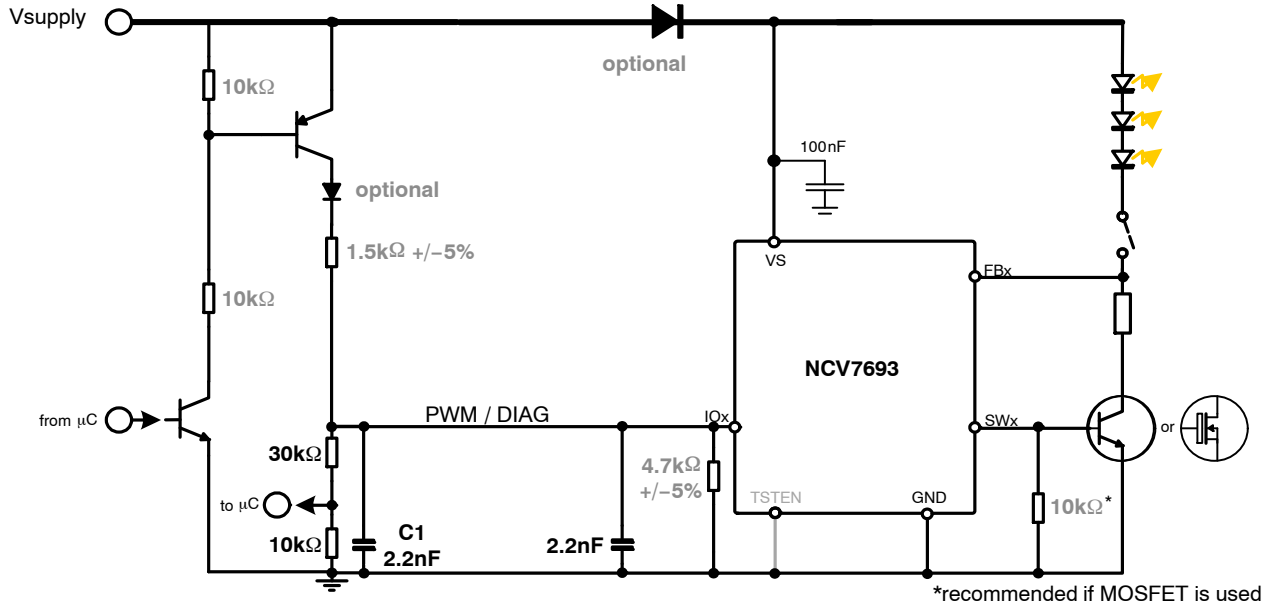 Vsupply
optional
10kΩ
100nF
optional
1.5kΩ +/−5%
VS
FBx
10kΩ
NCV7693
from μC
PWM / DIAG
IOx
SWx
or
30kΩ
4.7kΩ
+/−5%
to μC
TSTEN
GND
10kΩ*
10kΩ
C1
2.2nF
2.2nF
*recommended if MOSFET is used